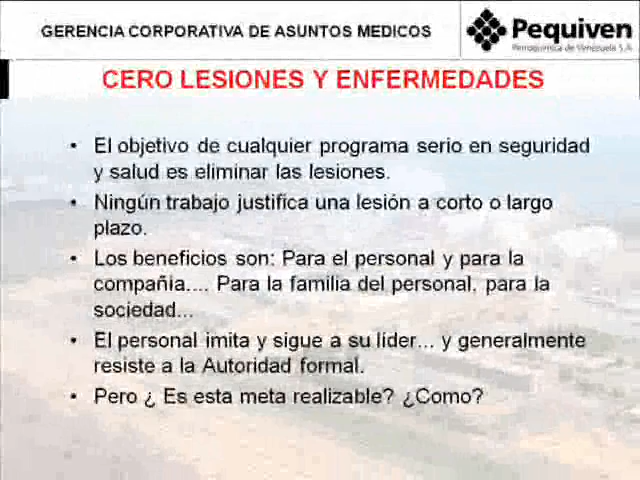 GERENCIA CORPORATIVA DE ASUNTOS MEDICOS
Pequiven
Petroquímica de Venezuela S.A.
CERO LESIONES Y ENFERMEDADES
• El objetivo de cualquier programa serio en seguridad
y salud es eliminar las lesiones.
• Ningún trabajo justifica una lesión a corto o largo
plazo.
• Los beneficios son: Para el personal y para la
compañía.... Para la familia del personal, para la
sociedad...
• El personal imita y sigue a su líder... y generalmente
resiste a la Autoridad formal.
• Pero ¿ Es esta meta realizable? ¿Como?